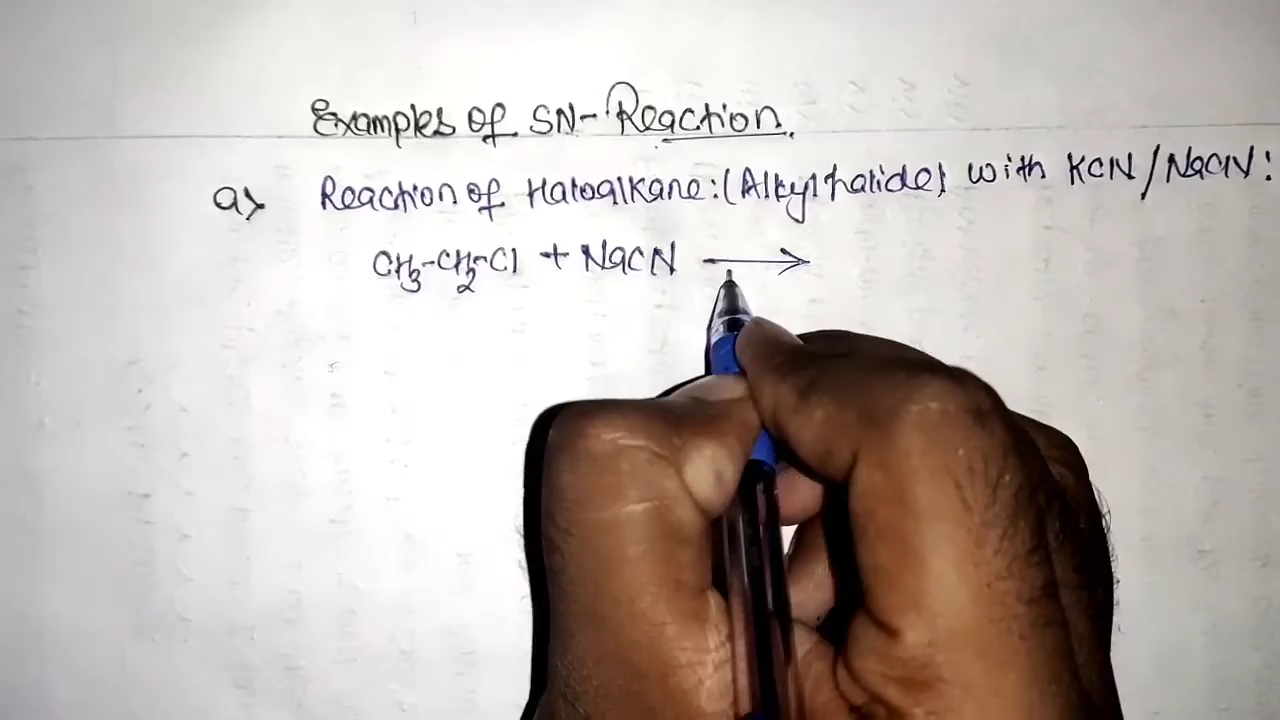 Examples of SN-Reaction.
a) Reaction of Haloalkane:(Alkyl halide) with KCN/NaCN:
CH3-CH2-Cl + NaCN ⟶